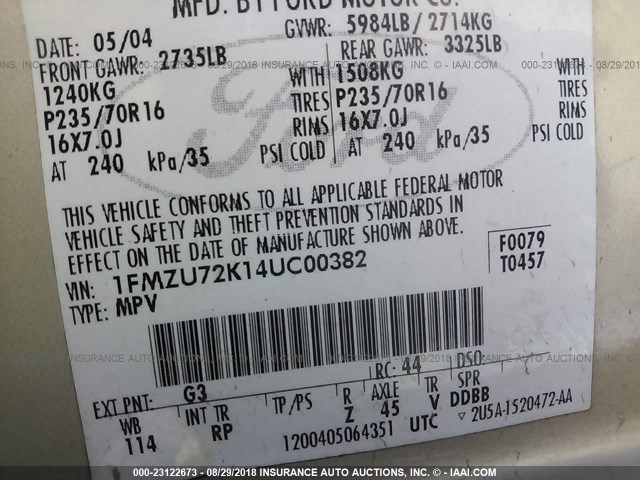 MFD. BY FORD MOTOR CO.
DATE: 05/04 GVWR: 5984LB / 2714KG
FRONT GAWR: 2735LB REAR GAWR: 3325LB
1240KG WITH 1508KG WITH
P235/70R16 TIRES P235/70R16 TIRES
16X7.0J RIMS 16X7.0J RIMS
AT 240 kPa/35 PSI COLD AT 240 kPa/35 PSI COLD
Ford
THIS VEHICLE CONFORMS TO ALL APPLICABLE FEDERAL MOTOR
VEHICLE SAFETY AND THEFT PREVENTION STANDARDS IN
EFFECT ON THE DATE OF MANUFACTURE SHOWN ABOVE.
VIN: 1FMZU72K14UC00382 F0079
TYPE: MPV T0457
EXT PNT: G3 RC: 44 DSO:
WB INT TR TP/PS R AXLE TR SPR
114 RP Z 45 V DDBB
1200405064351 UTC ▽ 2U5A-1520472-AA
000-23122673 - 08/29/2018 - INSURANCE AUTO AUCTIONS - IAAI.COM